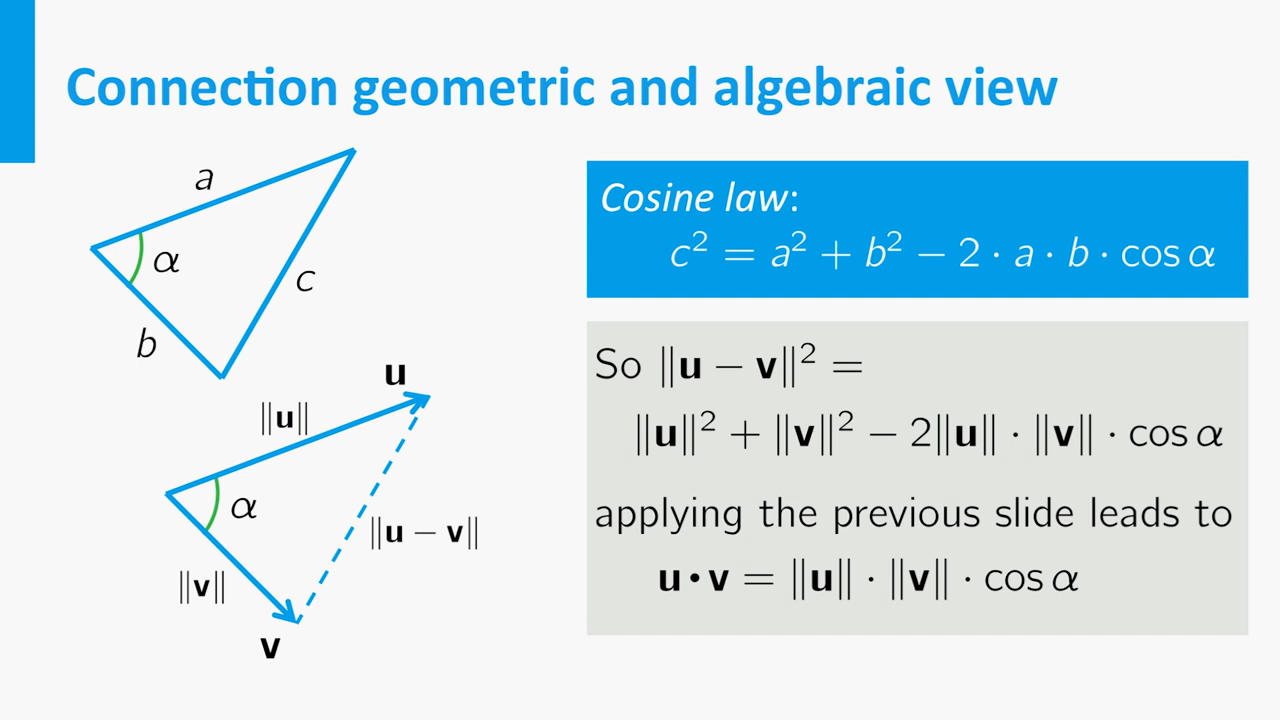 Connection geometric and algebraic view
a
α
c
b
Cosine law:
c² = a² + b² − 2 · a · b · cos α
u
‖u‖
α
‖u − v‖
‖v‖
v
So ‖u − v‖² =
‖u‖² + ‖v‖² − 2‖u‖ · ‖v‖ · cos α
applying the previous slide leads to
u • v = ‖u‖ · ‖v‖ · cos α